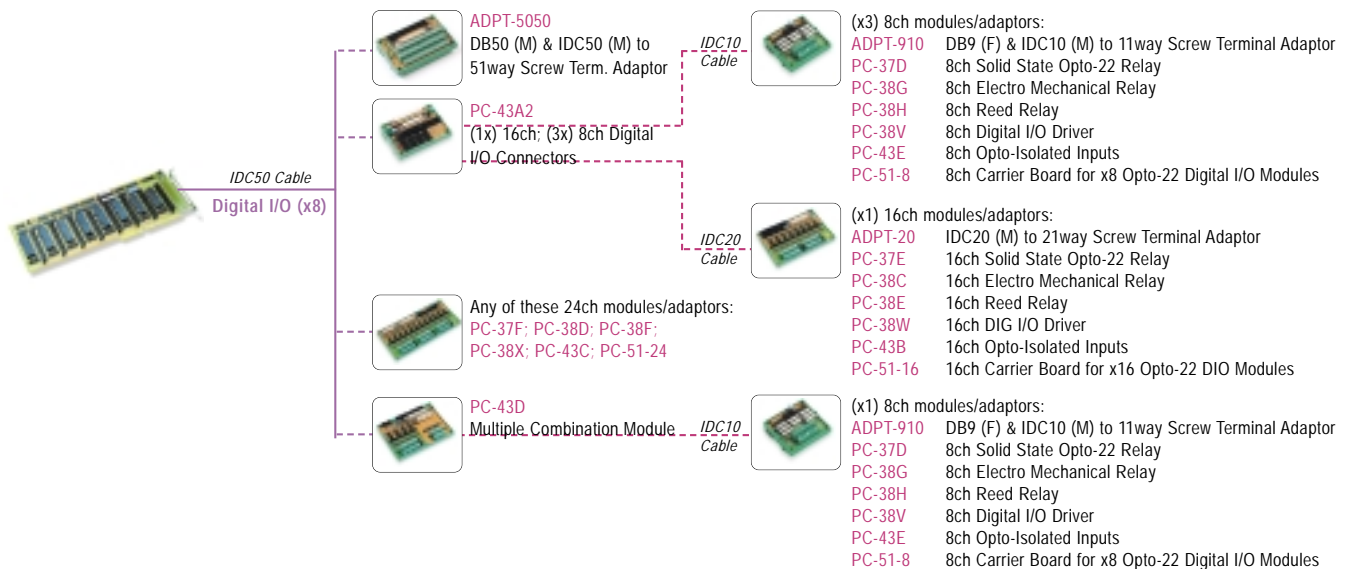 IDC50 Cable
Digital I/O (x8)
ADPT-5050
DB50 (M) & IDC50 (M) to
51way Screw Term. Adaptor
PC-43A2
(1x) 16ch; (3x) 8ch Digital
I/O Connectors
IDC10
Cable
(x3) 8ch modules/adaptors:
ADPT-910 DB9 (F) & IDC10 (M) to 11way Screw Terminal Adaptor
PC-37D 8ch Solid State Opto-22 Relay
PC-38G 8ch Electro Mechanical Relay
PC-38H 8ch Reed Relay
PC-38V 8ch Digital I/O Driver
PC-43E 8ch Opto-Isolated Inputs
PC-51-8 8ch Carrier Board for x8 Opto-22 Digital I/O Modules
IDC20
Cable
(x1) 16ch modules/adaptors:
ADPT-20 IDC20 (M) to 21way Screw Terminal Adaptor
PC-37E 16ch Solid State Opto-22 Relay
PC-38C 16ch Electro Mechanical Relay
PC-38E 16ch Reed Relay
PC-38W 16ch DIG I/O Driver
PC-43B 16ch Opto-Isolated Inputs
PC-51-16 16ch Carrier Board for x16 Opto-22 DIO Modules
Any of these 24ch modules/adaptors:
PC-37F; PC-38D; PC-38F;
PC-38X; PC-43C; PC-51-24
PC-43D
Multiple Combination Module
IDC10
Cable
(x1) 8ch modules/adaptors:
ADPT-910 DB9 (F) & IDC10 (M) to 11way Screw Terminal Adaptor
PC-37D 8ch Solid State Opto-22 Relay
PC-38G 8ch Electro Mechanical Relay
PC-38H 8ch Reed Relay
PC-38V 8ch Digital I/O Driver
PC-43E 8ch Opto-Isolated Inputs
PC-51-8 8ch Carrier Board for x8 Opto-22 Digital I/O Modules